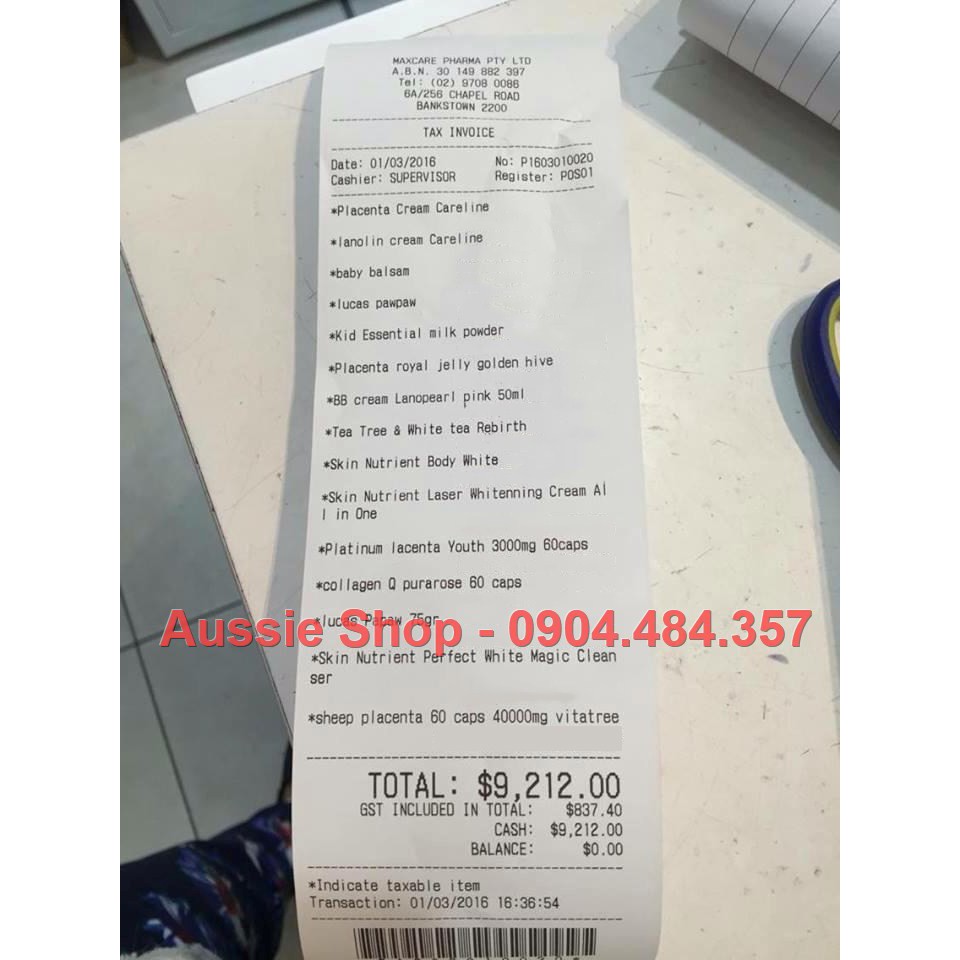 MAXCARE PHARMA PTY LTD
A.B.N. 30 149 882 397
Tel: (02) 9708 0086
6A/256 CHAPEL ROAD
BANKSTOWN 2200
TAX INVOICE
Date: 01/03/2016 No: P1603010020
Cashier: SUPERVISOR Register: POS01
*Placenta Cream Careline
*lanolin cream Careline
*baby balsam
*lucas pawpaw
*Kid Essential milk powder
*Placenta royal jelly golden hive
*BB cream Lanopearl pink 50ml
*Tea Tree & White tea Rebirth
*Skin Nutrient Body White
*Skin Nutrient Laser Whitenning Cream Al
l in One
*Platinum lacenta Youth 3000mg 60caps
*collagen Q purarose 60 caps
*lucas Papaw 75gr
Aussie Shop - 0904.484.357
*Skin Nutrient Perfect White Magic Clean
ser
*sheep placenta 60 caps 40000mg vitatree
TOTAL: $9,212.00
GST INCLUDED IN TOTAL: $837.40
CASH: $9,212.00
BALANCE: $0.00
*Indicate taxable item
Transaction: 01/03/2016 16:36:54